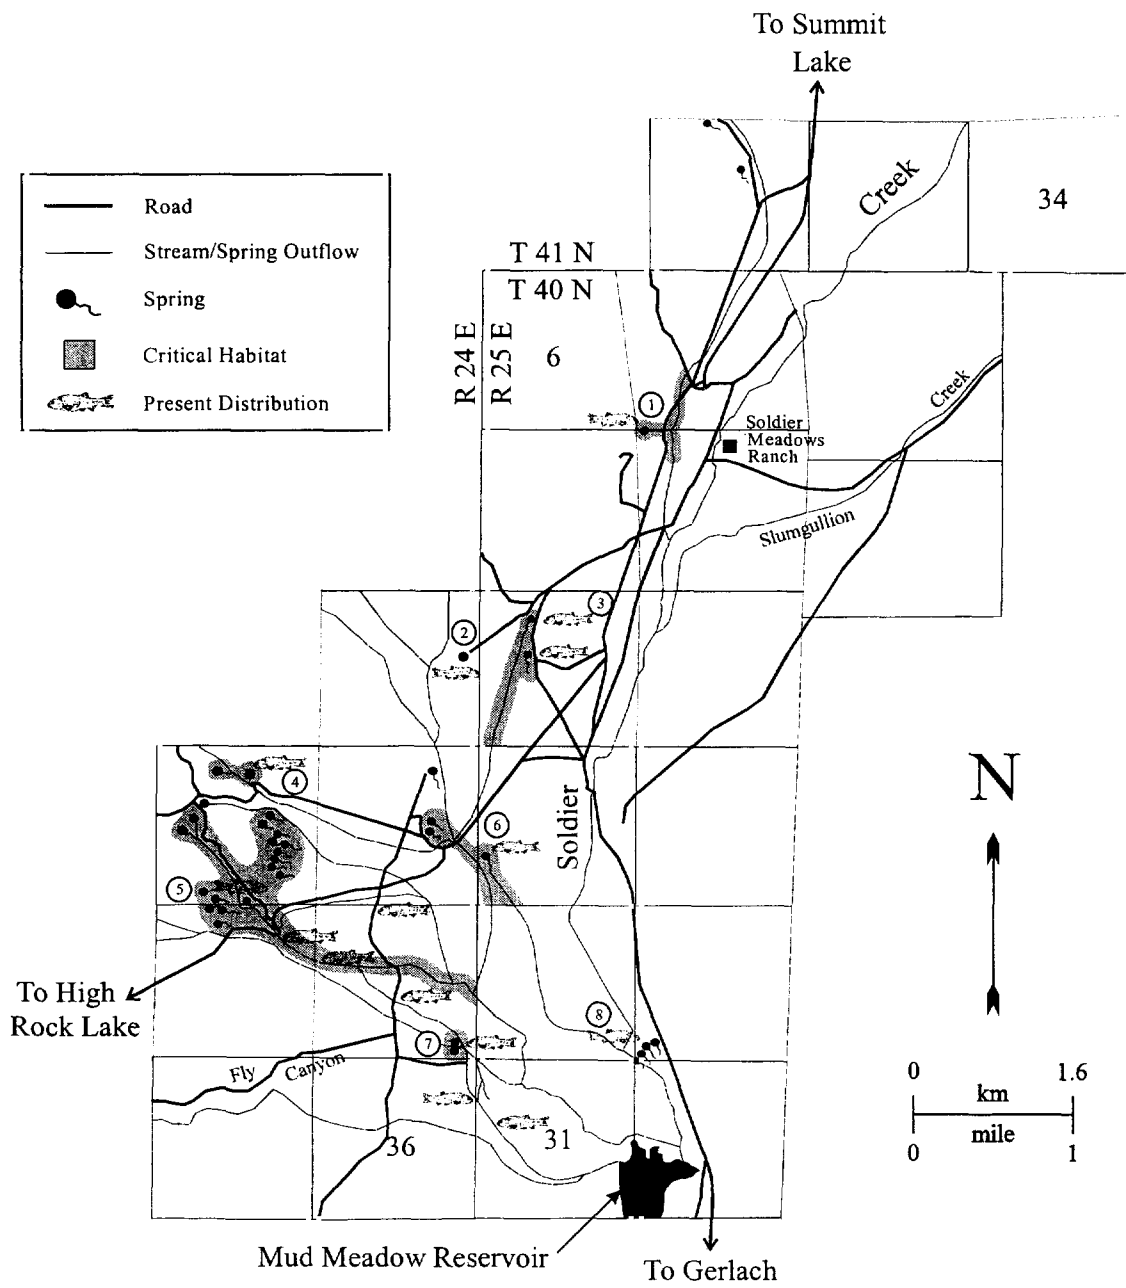 To Summit
Lake
Road
Stream/Spring Outflow
Spring
Critical Habitat
Present Distribution
Creek
34
T 41 N
T 40 N
R 24 E
R 25 E
6
1
Soldier
Meadows
Ranch
Creek
Slumgullion
3
2
4
6
Soldier
N
5
To High
Rock Lake
8
7
Fly Canyon
0 1.6
km
mile
0 1
36
31
Mud Meadow Reservoir
To Gerlach